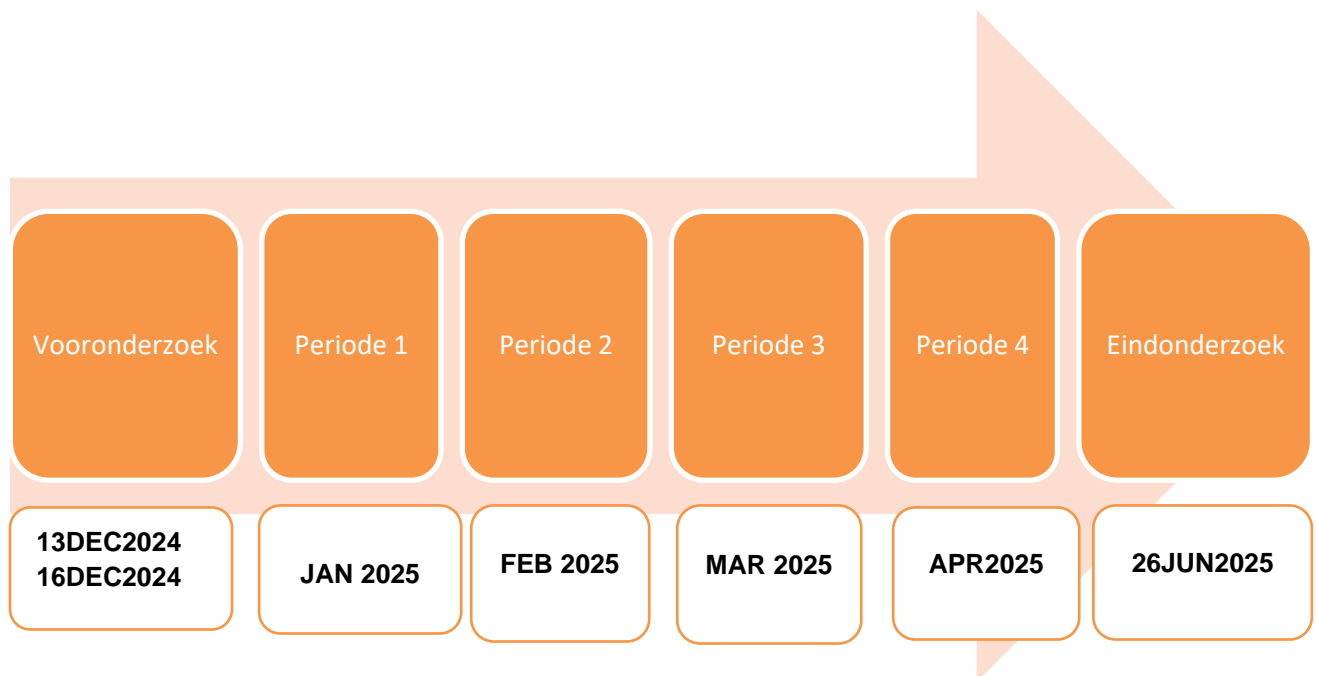 Vooronderzoek
Periode 1
Periode 2
Periode 3
Periode 4
Eindonderzoek
13DEC2024
16DEC2024
JAN 2025
FEB 2025
MAR 2025
APR2025
26JUN2025